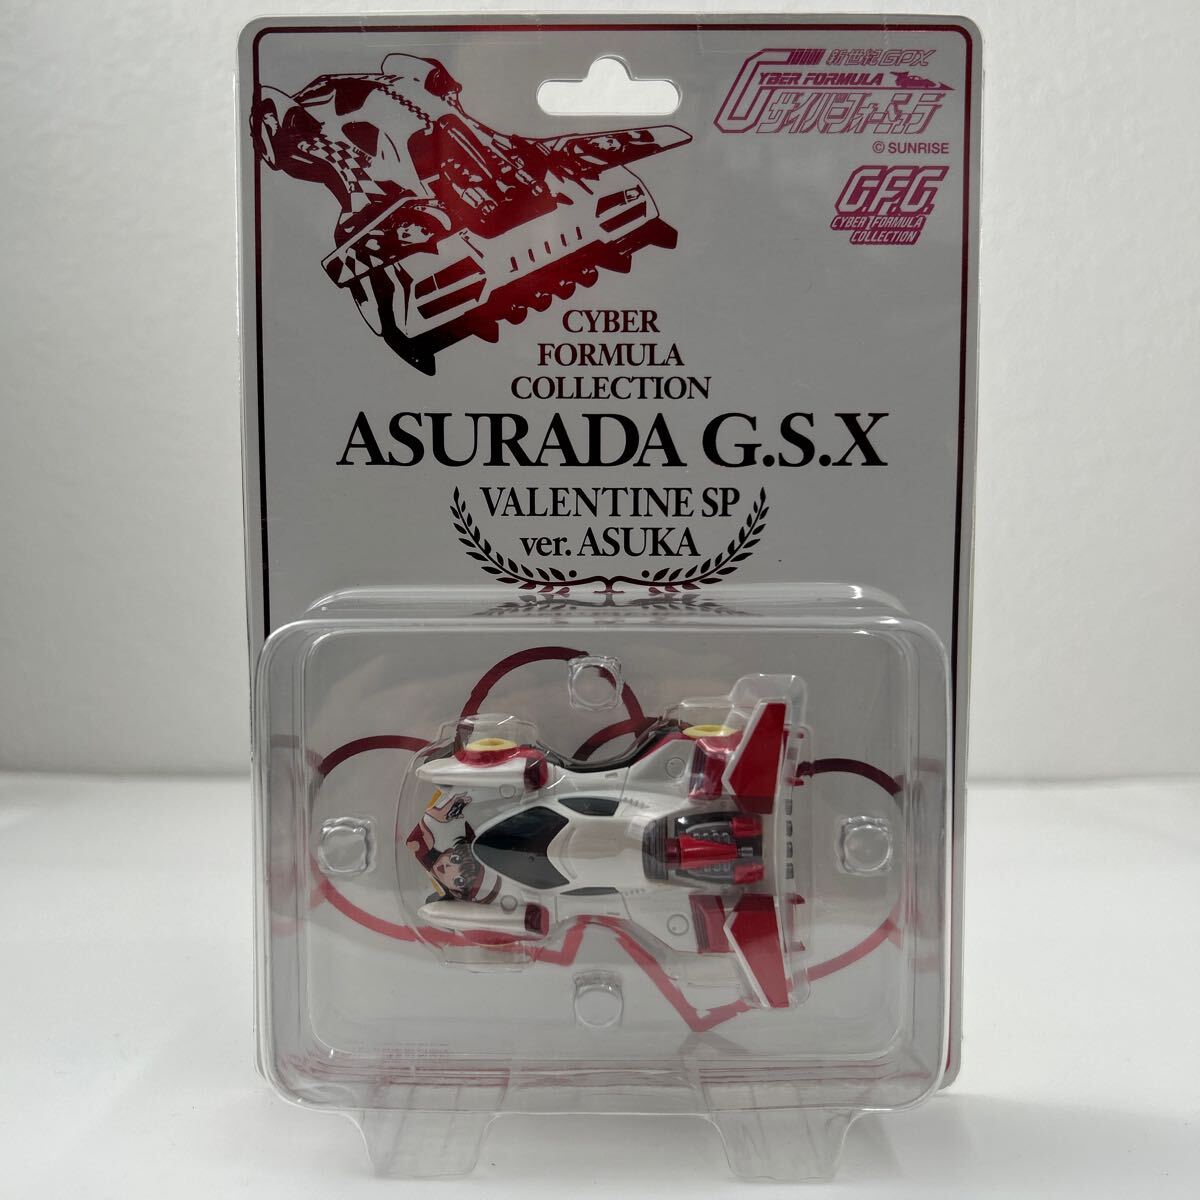 新世紀GPX
CYBER FORMULA
サイバーフォーミュラ
© SUNRISE
C.F.C.
CYBER FORMULA
COLLECTION
CYBER
FORMULA
COLLECTION
ASURADA G.S.X
VALENTINE SP
ver. ASUKA